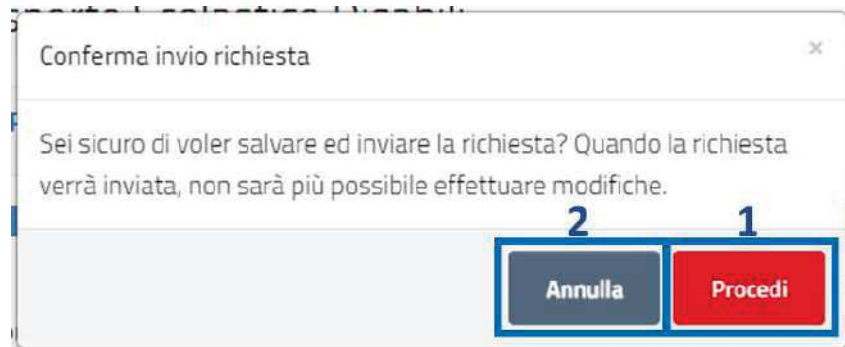 Conferma invio richiesta ×
Sei sicuro di voler salvare ed inviare la richiesta? Quando la richiesta
verrà inviata, non sarà più possibile effettuare modifiche.
2 1
Annulla Procedi